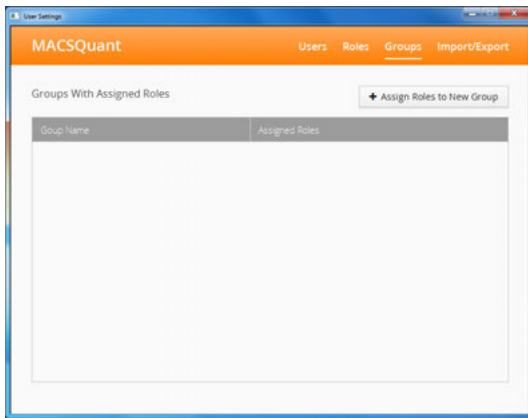 User Settings
MACSQuant
Users Roles Groups Import/Export
Groups With Assigned Roles
+ Assign Roles to New Group
Goup Name Assigned Roles